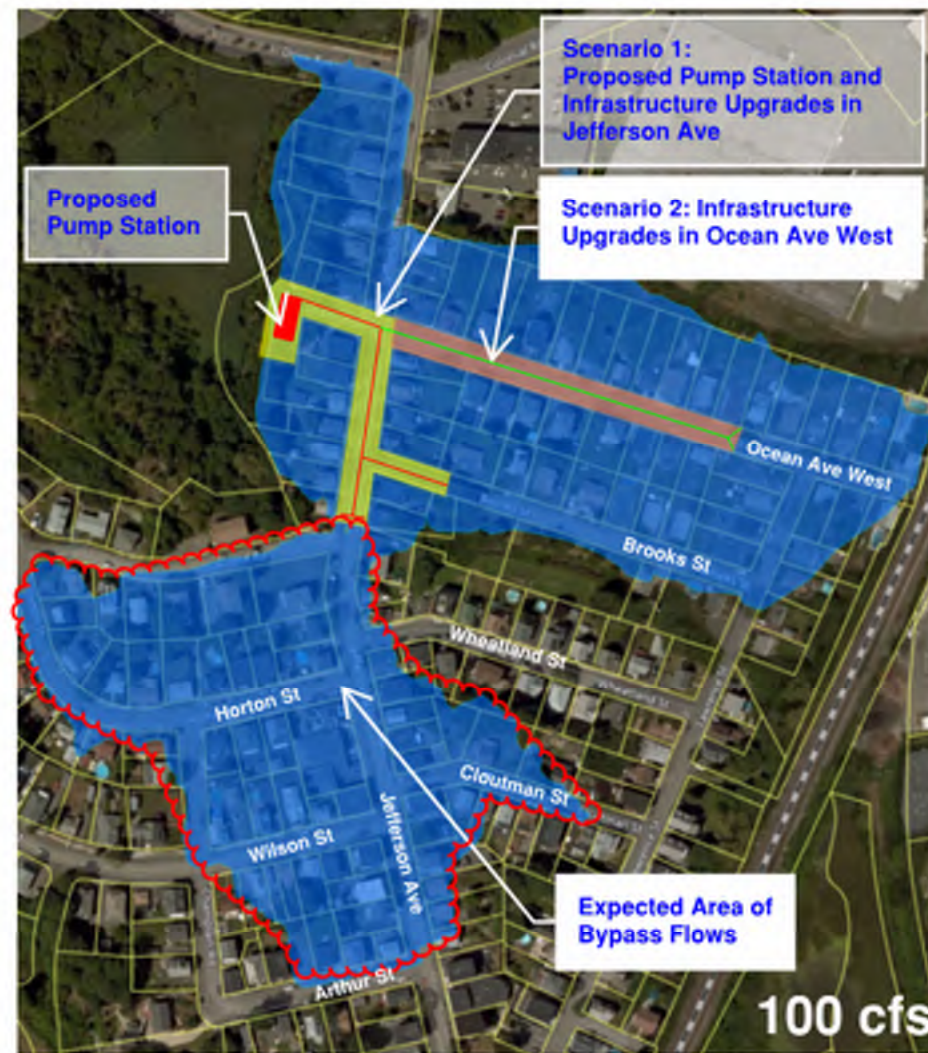 Scenario 1:
Proposed Pump Station and
Infrastructure Upgrades in
Jefferson Ave
Proposed
Pump Station
Scenario 2: Infrastructure
Upgrades in Ocean Ave West
Ocean Ave West
Brooks St
Wheatland St
Wheatland St
Horton St
Cloutman St
Jefferson Ave
Wilson St
Expected Area of
Bypass Flows
Arthur St
100 cfs